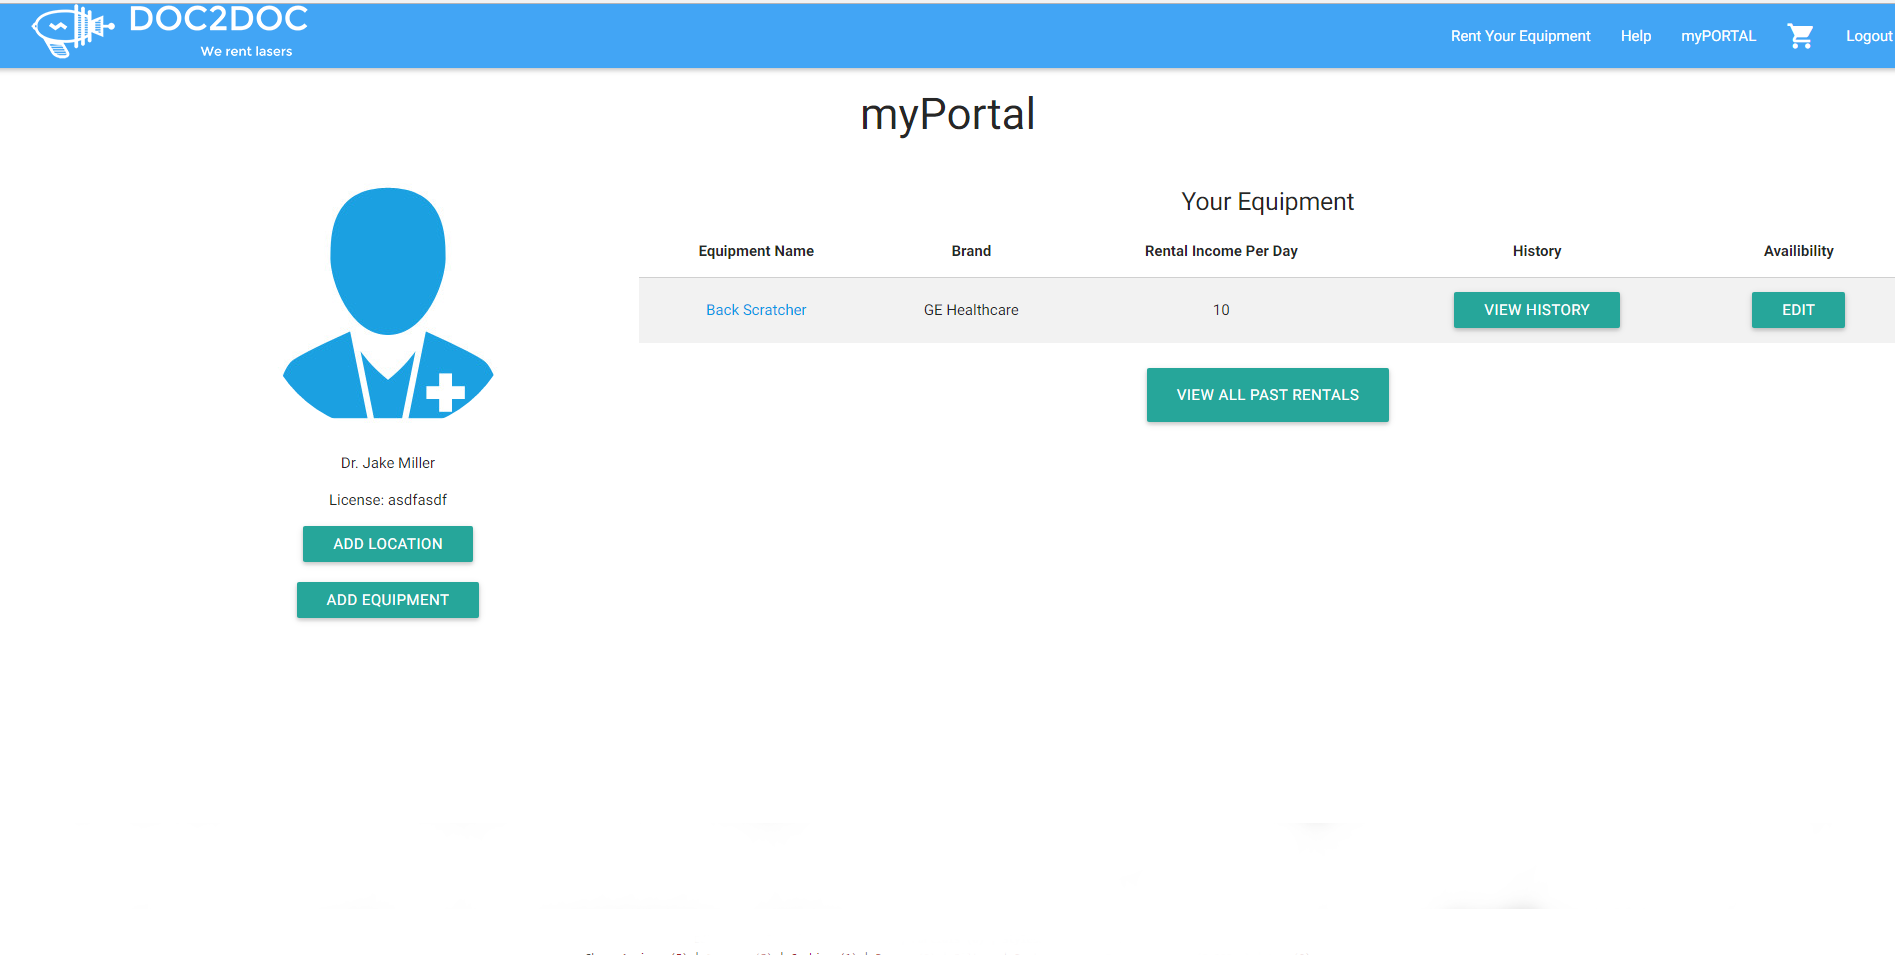 DOC2DOC
We rent lasers
Rent Your Equipment Help myPORTAL Logout
myPortal
Your Equipment
Equipment Name Brand Rental Income Per Day History Availibility
Back Scratcher GE Healthcare 10 VIEW HISTORY EDIT
VIEW ALL PAST RENTALS
Dr. Jake Miller
License: asdfasdf
ADD LOCATION
ADD EQUIPMENT